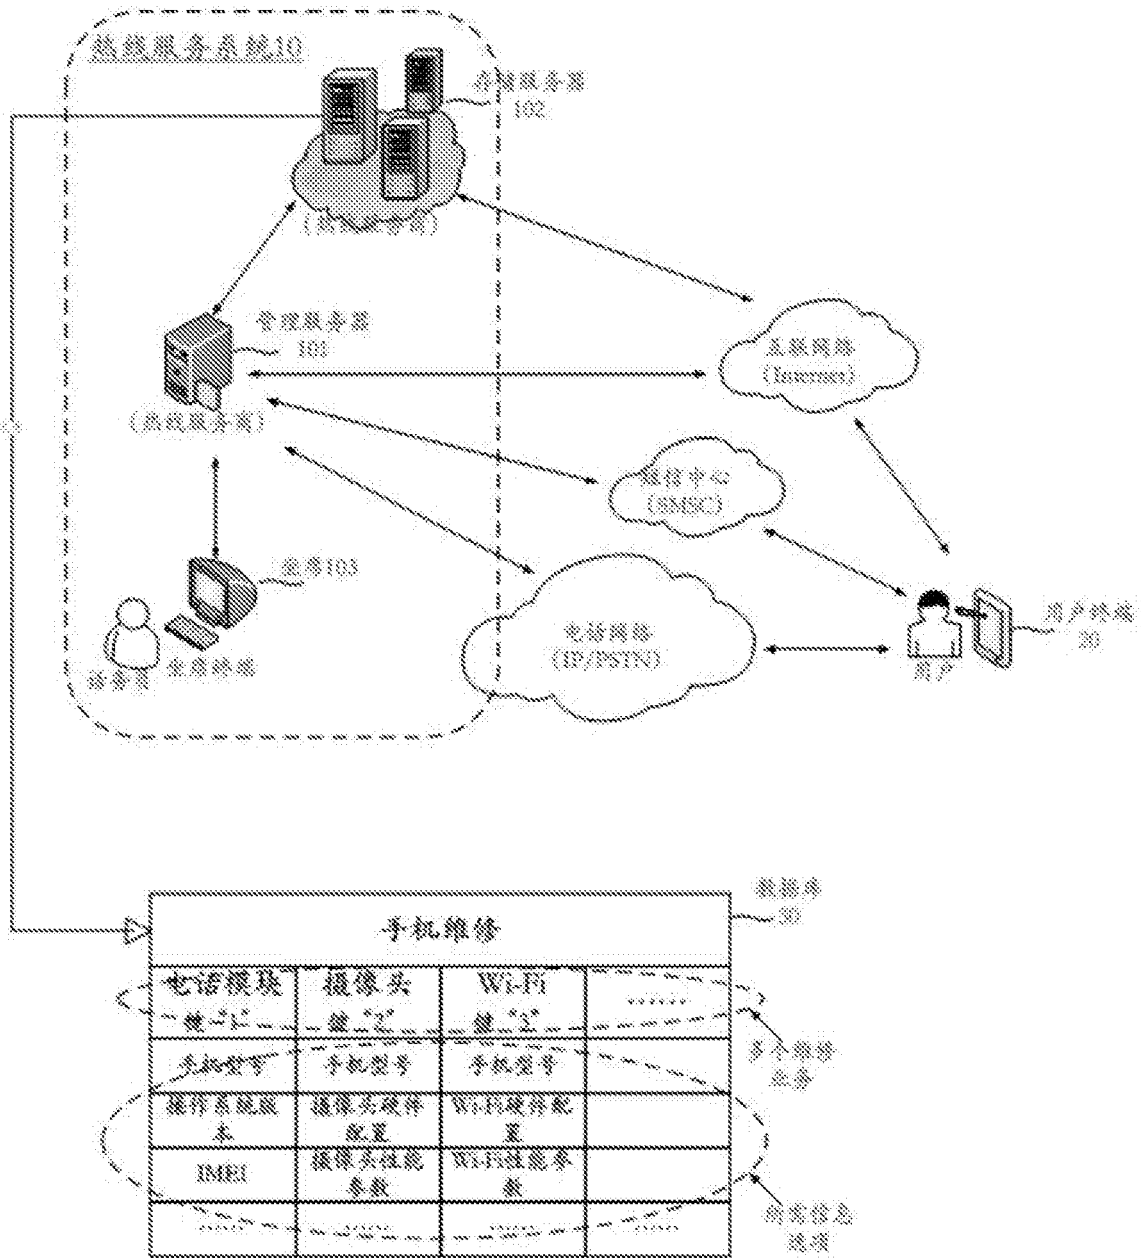 热线服务系统10
存储服务器
102
(热线服务商)
管理服务器
101
(热线服务商)
互联网络
(Internet)
短信中心
(SMSC)
坐席103
电话网络
(IP/PSTN)
用户终端
20
用户
话务员
坐席终端
数据库
30
手机维修
电话模块
键“1”
摄像头
键“2”
Wi-Fi
键“3”
……
多个维修
业务
手机型号
手机型号
手机型号
操作系统版
本
摄像头硬件
配置
Wi-Fi硬件配
置
IMEI
摄像头性能
参数
Wi-Fi性能参
数
……
……
……
……
所需信息
选项